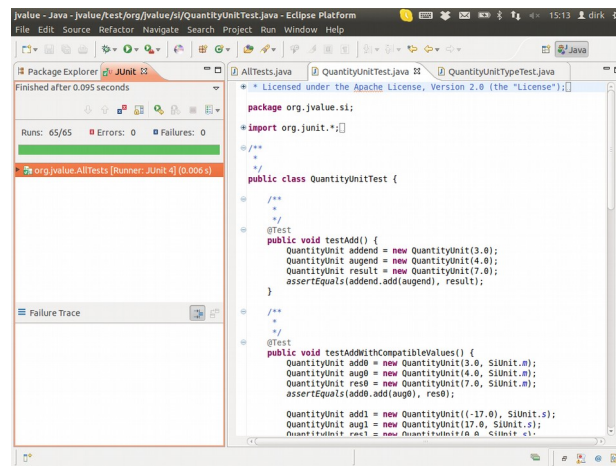 jvalue - Java - jvalue/test/org/jvalue/si/QuantityUnitTest.java - Eclipse Platform
15:13
dirk
File Edit Source Refactor Navigate Search Project Run Window Help
Java
Package Explorer
JUnit
Finished after 0.095 seconds
Runs: 65/65
Errors: 0
Failures: 0
org.jvalue.AllTests [Runner: JUnit 4] (0.006 s)
Failure Trace
AllTests.java
QuantityUnitTest.java
QuantityUnitTypeTest.java
* Licensed under the Apache License, Version 2.0 (the "License");
package org.jvalue.si;
import org.junit.*;
/**
*
*/
public class QuantityUnitTest {
/**
*
*/
@Test
public void testAdd() {
QuantityUnit addend = new QuantityUnit(3.0);
QuantityUnit augend = new QuantityUnit(4.0);
QuantityUnit result = new QuantityUnit(7.0);
assertEquals(addend.add(augend), result);
}
/**
*
*/
@Test
public void testAddWithCompatibleValues() {
QuantityUnit add0 = new QuantityUnit(3.0, SiUnit.m);
QuantityUnit aug0 = new QuantityUnit(4.0, SiUnit.m);
QuantityUnit res0 = new QuantityUnit(7.0, SiUnit.m);
assertEquals(add0.add(aug0), res0);
QuantityUnit add1 = new QuantityUnit((-17.0), SiUnit.s);
QuantityUnit aug1 = new QuantityUnit(17.0, SiUnit.s);
QuantityUnit res1 = new QuantityUnit(0.0, SiUnit.s);